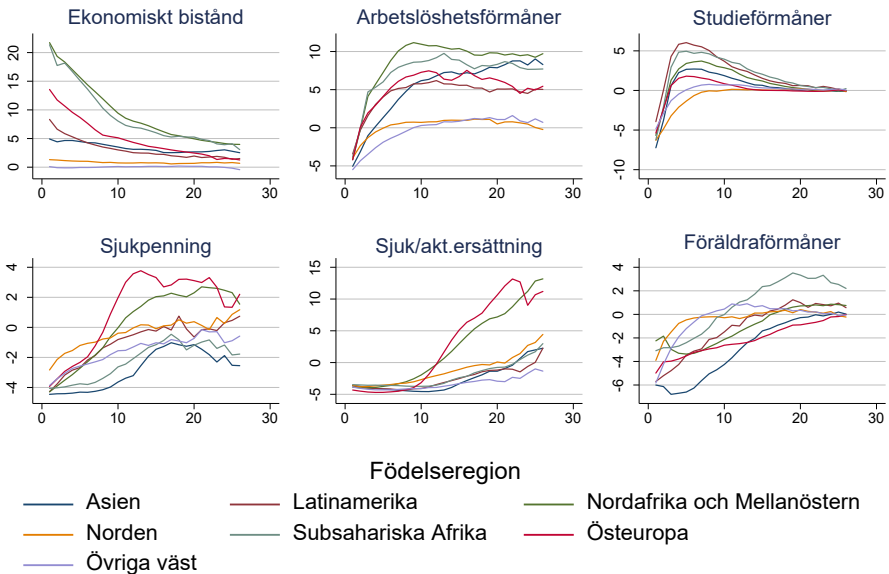 Ekonomiskt bistånd
20
15
10
5
0
0 10 20 30
Arbetslöshetsförmåner
10
5
0
-5
0 10 20 30
Studieförmåner
5
0
-5
-10
0 10 20 30
Sjukpenning
4
2
0
-2
-4
0 10 20 30
Sjuk/akt.ersättning
15
10
5
0
-5
0 10 20 30
Föräldraförmåner
4
2
0
-2
-4
-6
0 10 20 30
Födelseregion
Asien Latinamerika Nordafrika och Mellanöstern
Norden Subsahariska Afrika Östeuropa
Övriga väst